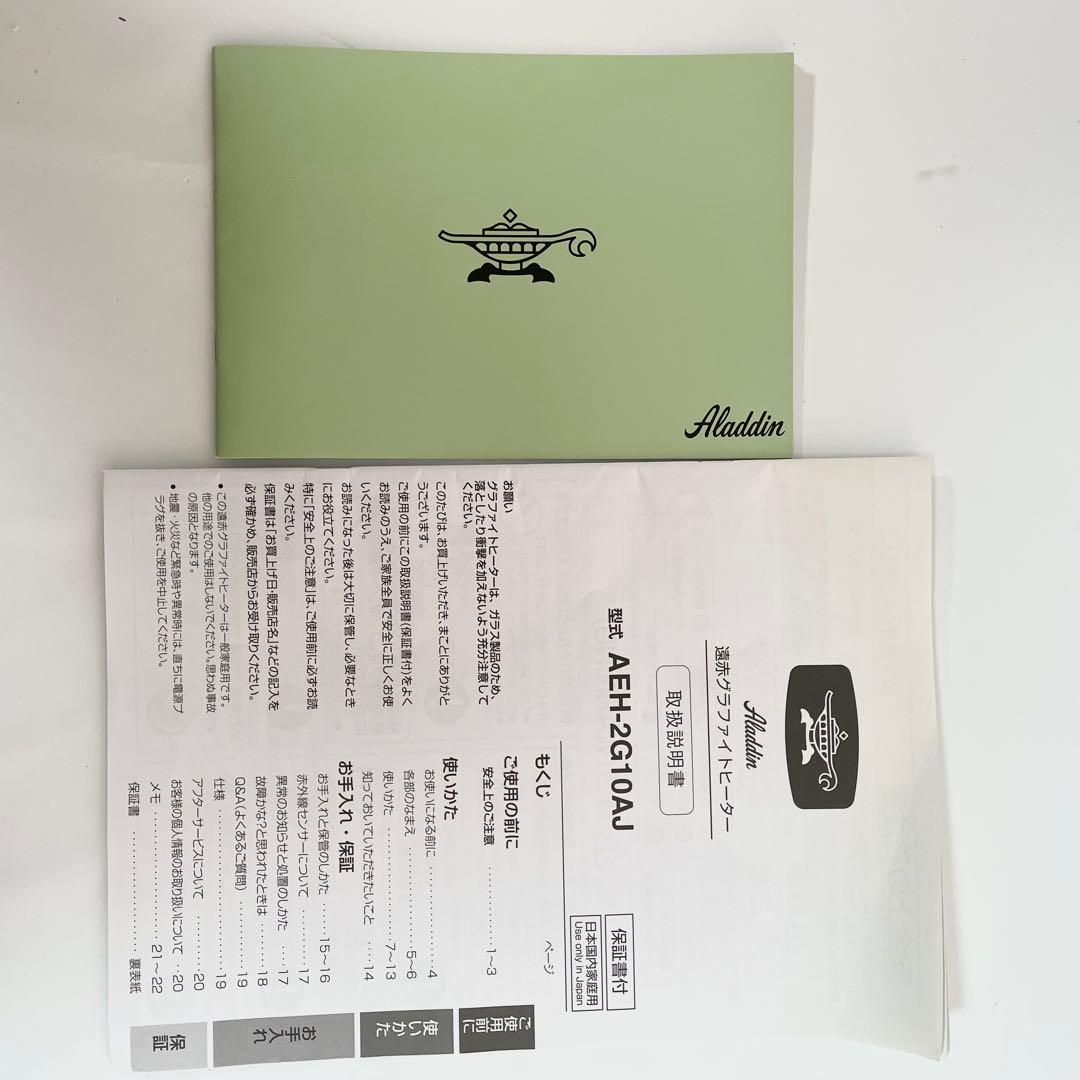 Aladdin
Aladdin
遠赤グラファイトヒーター
取扱説明書
型式 AEH-2G10AJ
保証書付
日本国内家庭用
Use only in Japan
お願い
グラファイトヒーターは、ガラス製品のため、
落としたり衝撃を加えないよう充分注意して
ください。
このたびは、お買上げいただき、まことにありがと
うございます。
ご使用の前にこの取扱説明書(保証書付)をよく
お読みのうえ、ご家族全員で安全に正しくお使
いください。
お読みになった後は大切に保管し、必要なとき
にお役立てください。
特に「安全上のご注意」は、ご使用前に必ずお読
みください。
保証書は「お買上げ日・販売店名」などの記入を
必ず確かめ、販売店からお受け取りください。
●この遠赤グラファイトヒーターは一般家庭用です。
他の用途でのご使用はしないでください。思わぬ事故
の原因となります。
●地震・火災など緊急時や異常時には、直ちに電源プ
ラグを抜き、ご使用を中止してください。
もくじ ページ
ご使用の前に
安全上のご注意 ‥‥‥‥‥1~3
使いかた
お使いになる前に ‥‥‥‥‥4
各部のなまえ ‥‥‥‥‥5~6
使いかた ‥‥‥‥‥7~13
知っておいていただきたいこと ‥‥14
お手入れ・保証
お手入れと保管のしかた ‥‥15~16
赤外線センサーについて ‥‥‥‥17
異常のお知らせと処置のしかた ‥‥17
故障かな?と思われたときは ‥‥‥18
Q&A(よくあるご質問) ‥‥‥‥19
仕様 ‥‥‥‥‥‥‥‥19
アフターサービスについて ‥‥‥20
お客様の個人情報のお取り扱いについて ‥20
メモ ‥‥‥‥‥‥‥21~22
保証書 ‥‥‥‥‥‥‥裏表紙
ご使用前に
使いかた
お手入れ
保証